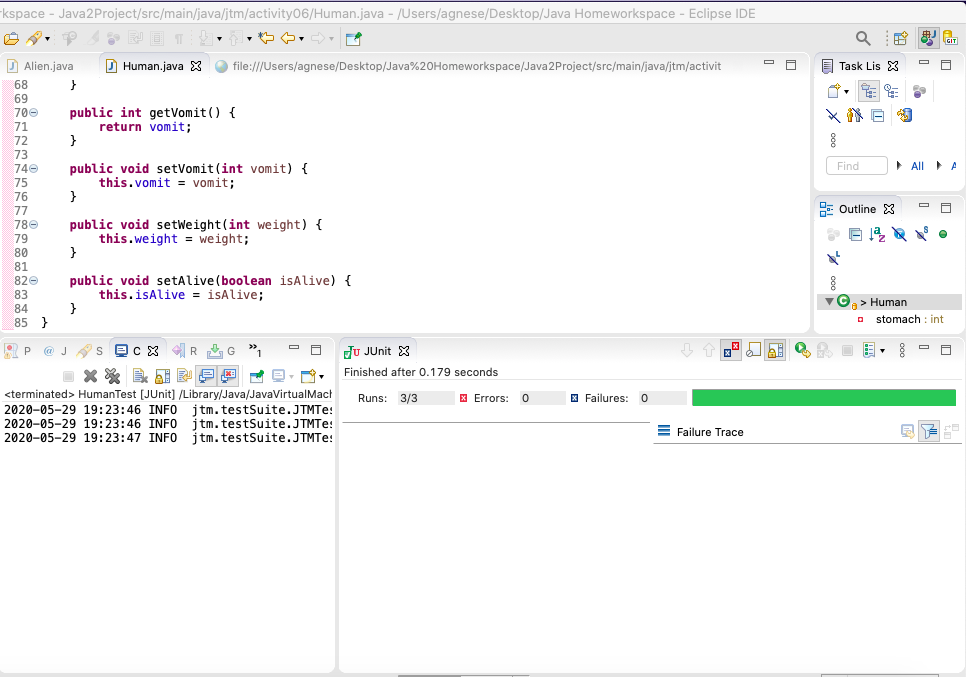 kspace - Java2Project/src/main/java/jtm/activity06/Human.java - /Users/agnese/Desktop/Java Homeworkspace - Eclipse IDE
Alien.java
Human.java
file:///Users/agnese/Desktop/Java%20Homeworkspace/Java2Project/src/main/java/jtm/activit
68 }
69
70 public int getVomit() {
71 return vomit;
72 }
73
74 public void setVomit(int vomit) {
75 this.vomit = vomit;
76 }
77
78 public void setWeight(int weight) {
79 this.weight = weight;
80 }
81
82 public void setAlive(boolean isAlive) {
83 this.isAlive = isAlive;
84 }
85 }
Task Lis
Find
All
A
Outline
> Human
stomach : int
P @ J S C R G »1
<terminated> HumanTest [JUnit] /Library/Java/JavaVirtualMach
2020-05-29 19:23:46 INFO jtm.testSuite.JTMTes
2020-05-29 19:23:46 INFO jtm.testSuite.JTMTes
2020-05-29 19:23:47 INFO jtm.testSuite.JTMTes
JUnit
Finished after 0.179 seconds
Runs: 3/3 Errors: 0 Failures: 0
Failure Trace